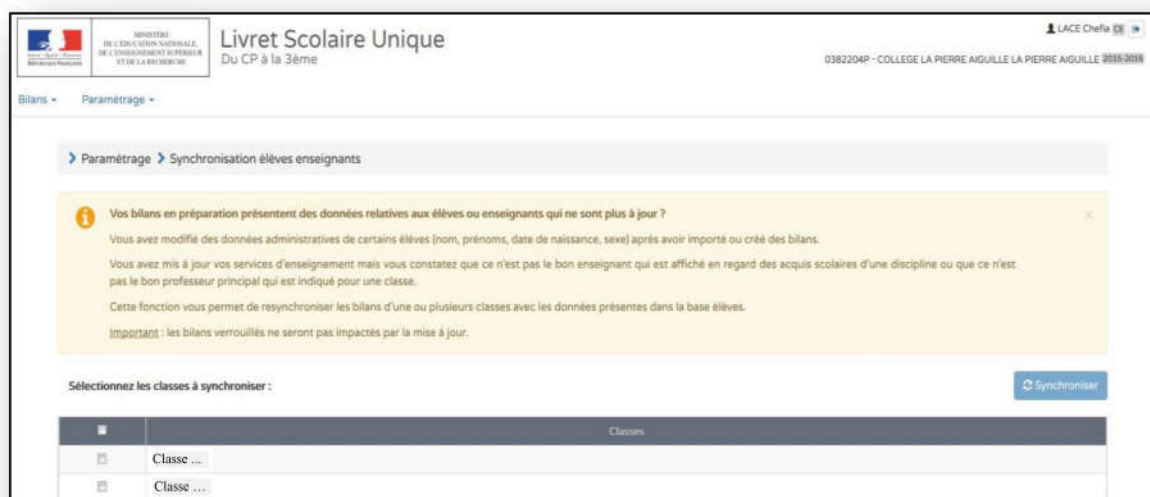 MINISTÈRE
DE L'ÉDUCATION NATIONALE,
DE L'ENSEIGNEMENT SUPÉRIEUR
ET DE LA RECHERCHE
Livret Scolaire Unique
Du CP à la 3ème
LACE Chefia CE
0382204P - COLLEGE LA PIERRE AIGUILLE LA PIERRE AIGUILLE 2015-2016
Bilans
Paramétrage
Paramétrage
Synchronisation élèves enseignants
Vos bilans en préparation présentent des données relatives aux élèves ou enseignants qui ne sont plus à jour ?
Vous avez modifié des données administratives de certains élèves (nom, prénoms, date de naissance, sexe) après avoir importé ou créé des bilans.
Vous avez mis à jour vos services d'enseignement mais vous constatez que ce n'est pas le bon enseignant qui est affiché en regard des acquis scolaires d'une discipline ou que ce n'est
pas le bon professeur principal qui est indiqué pour une classe.
Cette fonction vous permet de resynchroniser les bilans d'une ou plusieurs classes avec les données présentes dans la base élèves.
Important : les bilans verrouillés ne seront pas impactés par la mise à jour.
Sélectionnez les classes à synchroniser :
Synchroniser
Classes
Classe ...
Classe ...